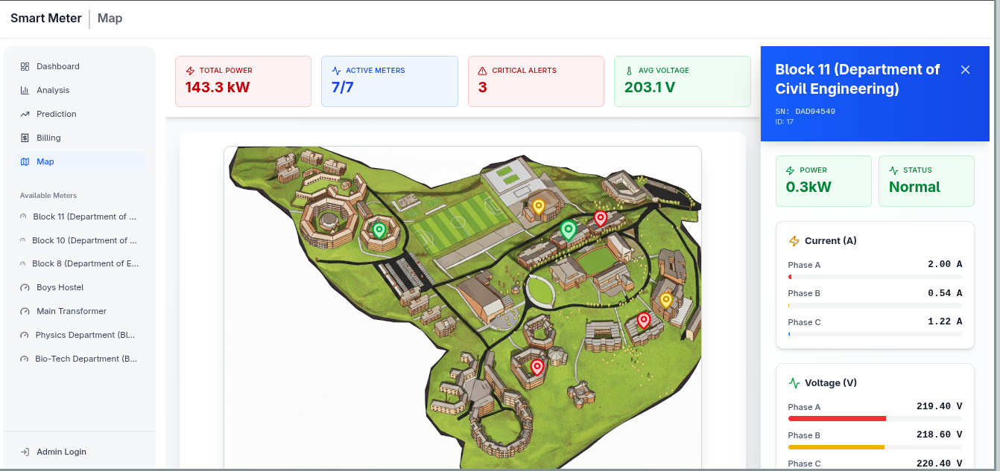 Smart Meter | Map
Dashboard
Analysis
Prediction
Billing
Map
Available Meters
Block 11 (Department of ...
Block 10 (Department of ...
Block 8 (Department of E...
Boys Hostel
Main Transformer
Physics Department (Bl...
Bio-Tech Department (B...
Admin Login
TOTAL POWER
143.3 kW
ACTIVE METERS
7/7
CRITICAL ALERTS
3
AVG VOLTAGE
203.1 V
Block 11 (Department of
Civil Engineering)
SN: DAD94549
ID: 17
POWER
0.3kW
STATUS
Normal
Current (A)
Phase A 2.00 A
Phase B 0.54 A
Phase C 1.22 A
Voltage (V)
Phase A 219.40 V
Phase B 218.60 V
Phase C 220.40 V